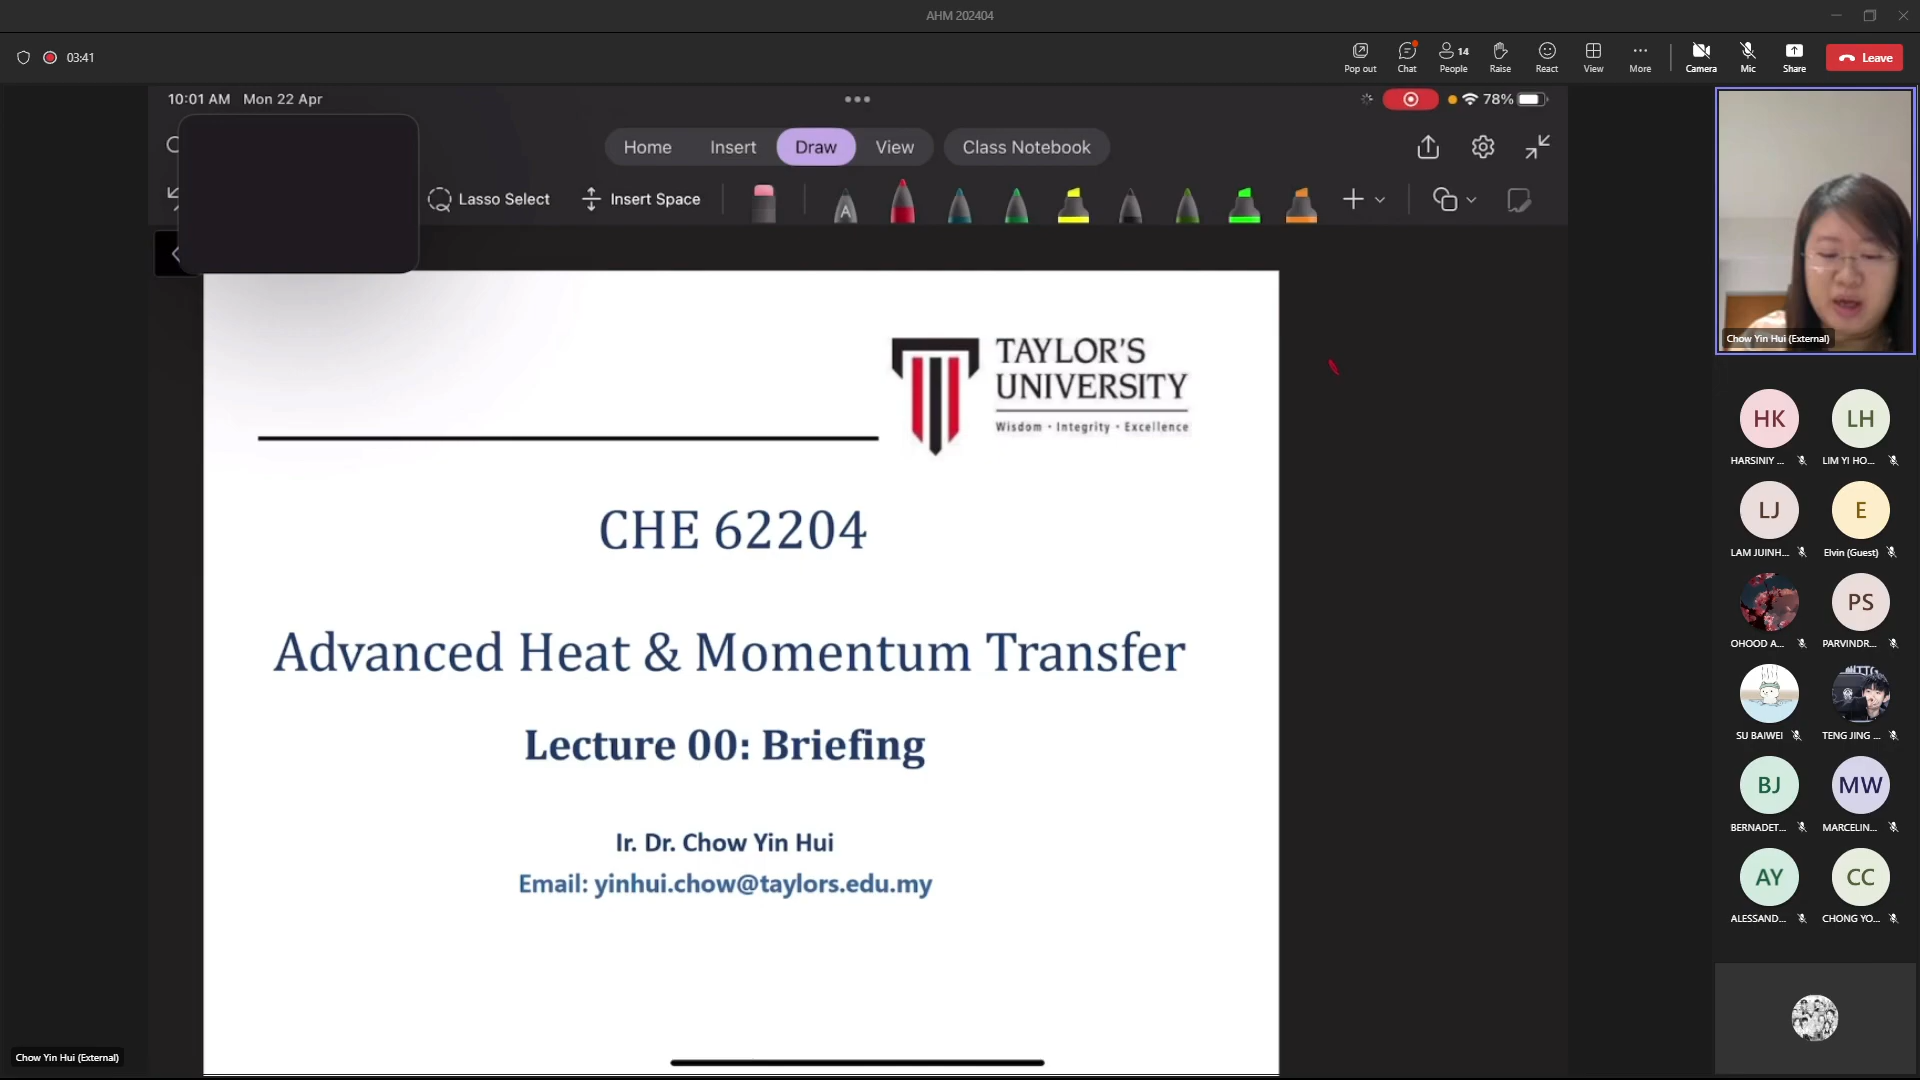 AHM 202404
03:41
Pop out
Chat
14
People
Raise
React
View
More
Camera
Mic
Share
Leave
10:01 AM Mon 22 Apr
78%
Home
Insert
Draw
View
Class Notebook
Lasso Select
Insert Space
A
TAYLOR'S
UNIVERSITY
Wisdom · Integrity · Excellence
CHE 62204
Advanced Heat & Momentum Transfer
Lecture 00: Briefing
Ir. Dr. Chow Yin Hui
Email: yinhui.chow@taylors.edu.my
Chow Yin Hui (External)
HK
LH
HARSINIY ...
LIM YI HO...
LJ
E
LAM JUINH...
Elvin (Guest)
PS
OHOOD A...
PARVINDR...
SU BAIWEI
TENG JING ...
BJ
MW
BERNADET...
MARCELIN...
AY
CC
ALESSAND...
CHONG YO...
Chow Yin Hui (External)